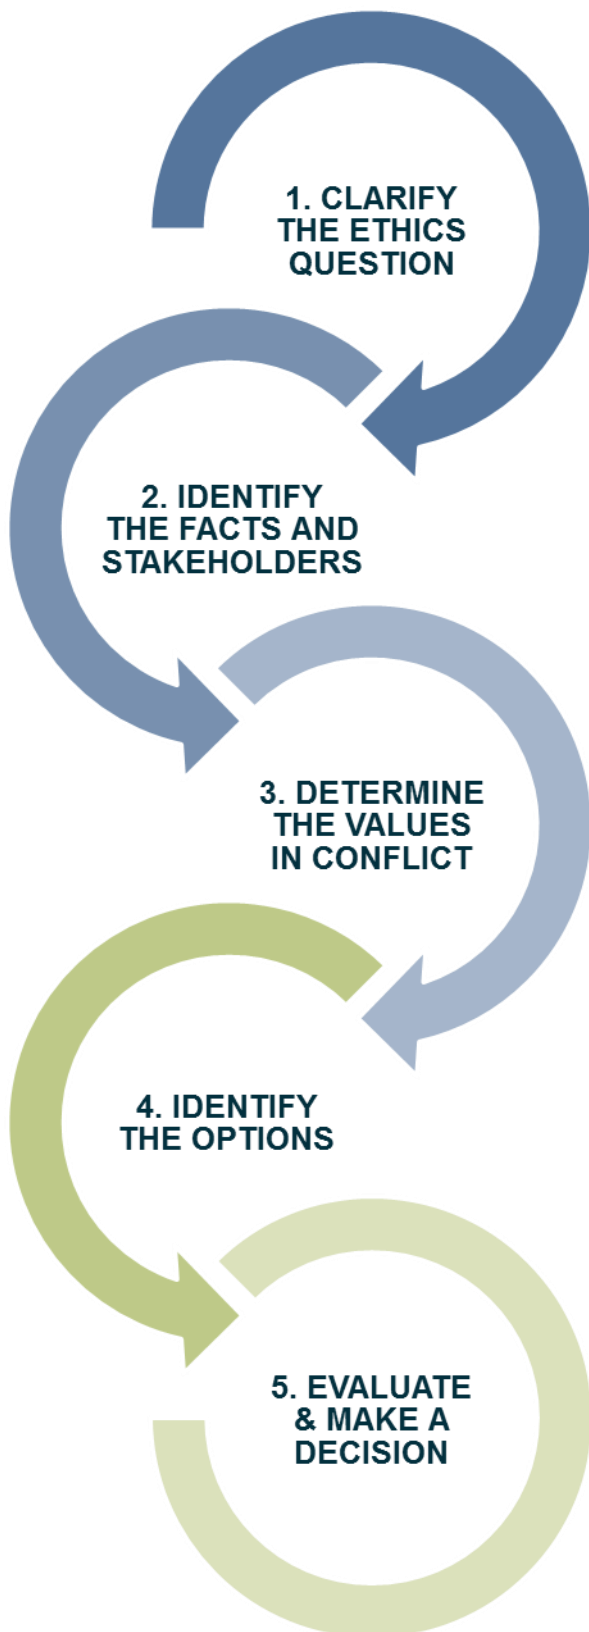 1. CLARIFY
THE ETHICS
QUESTION
2. IDENTIFY
THE FACTS AND
STAKEHOLDERS
3. DETERMINE
THE VALUES
IN CONFLICT
4. IDENTIFY
THE OPTIONS
5. EVALUATE
& MAKE A
DECISION